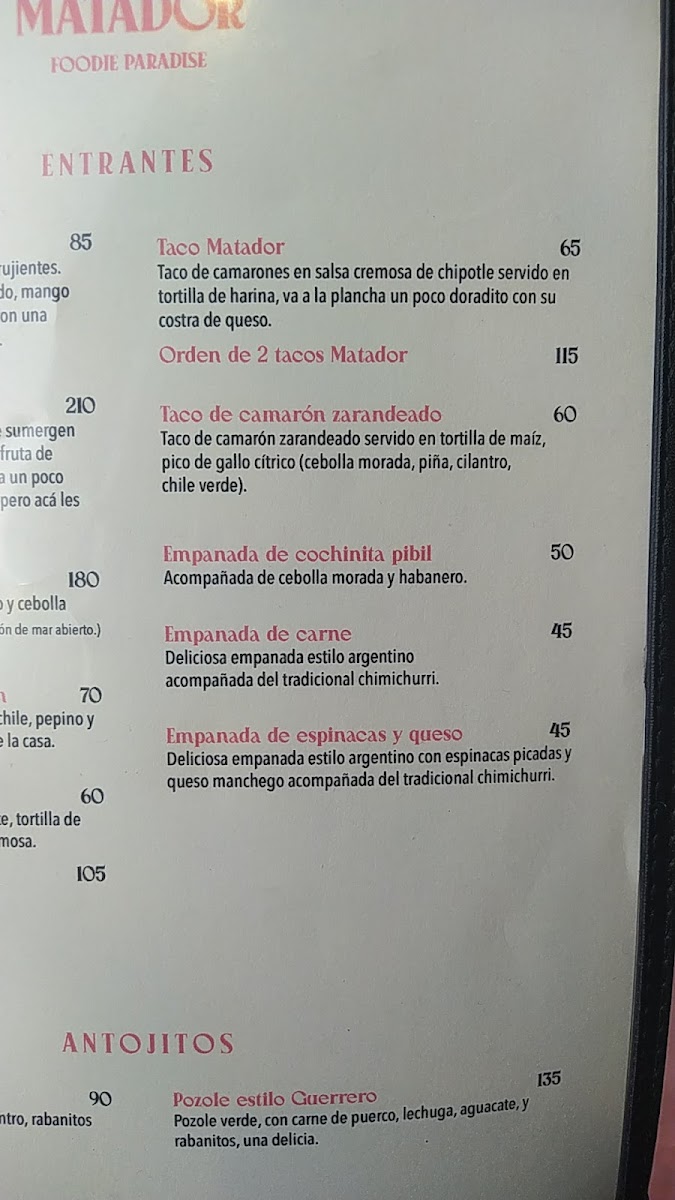 MATADOR
FOODIE PARADISE
ENTRANTES
85
rujientes.
do, mango
on una
210
sumergen
fruta de
a un poco
pero acá les
180
o y cebolla
ón de mar abierto.)
70
chile, pepino y
e la casa.
60
te, tortilla de
mosa.
105
Taco Matador 65
Taco de camarones en salsa cremosa de chipotle servido en
tortilla de harina, va a la plancha un poco doradito con su
costra de queso.
Orden de 2 tacos Matador 115
Taco de camarón zarandeado 60
Taco de camarón zarandeado servido en tortilla de maíz,
pico de gallo cítrico (cebolla morada, piña, cilantro,
chile verde).
Empanada de cochinita pibil 50
Acompañada de cebolla morada y habanero.
Empanada de carne 45
Deliciosa empanada estilo argentino
acompañada del tradicional chimichurri.
Empanada de espinacas y queso 45
Deliciosa empanada estilo argentino con espinacas picadas y
queso manchego acompañada del tradicional chimichurri.
ANTOJITOS
90
ntro, rabanitos
Pozole estilo Guerrero 135
Pozole verde, con carne de puerco, lechuga, aguacate, y
rabanitos, una delicia.